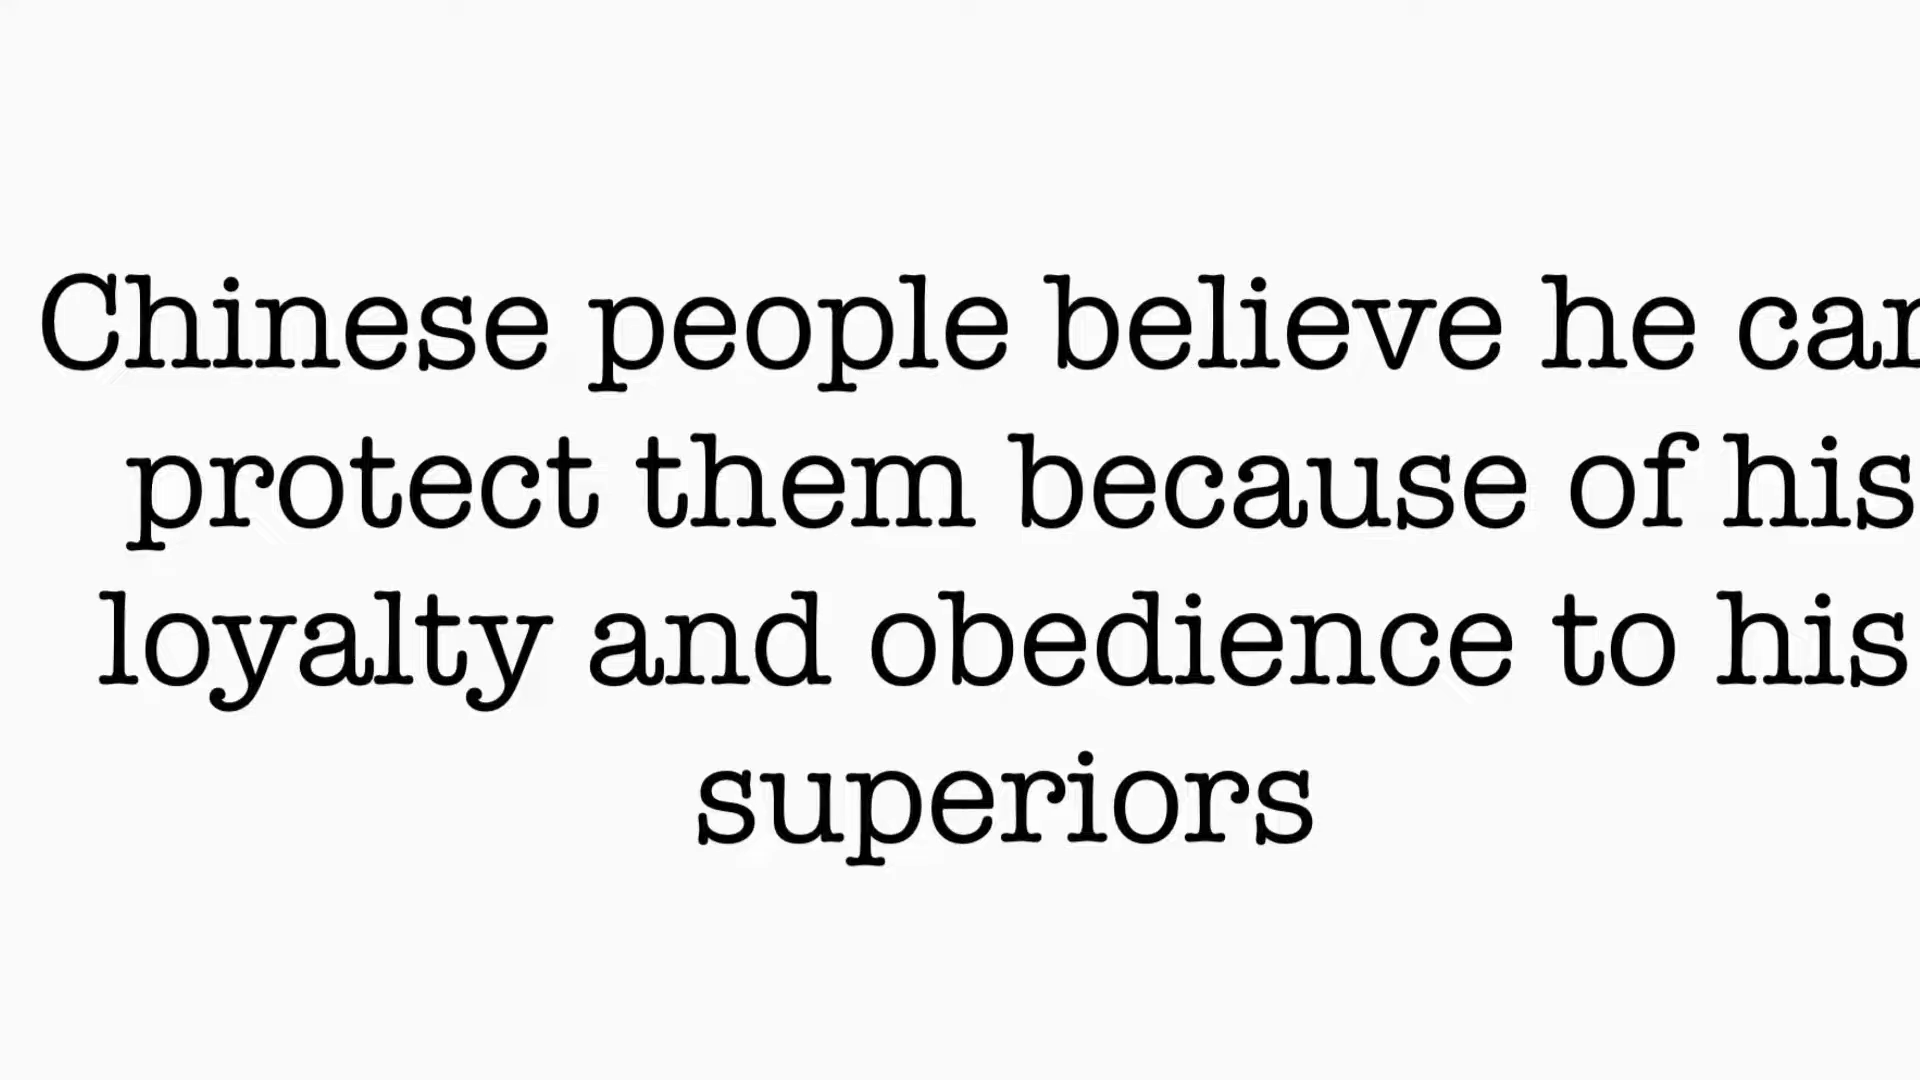 Chinese people believe he can
protect them because of his
loyalty and obedience to his
superiors